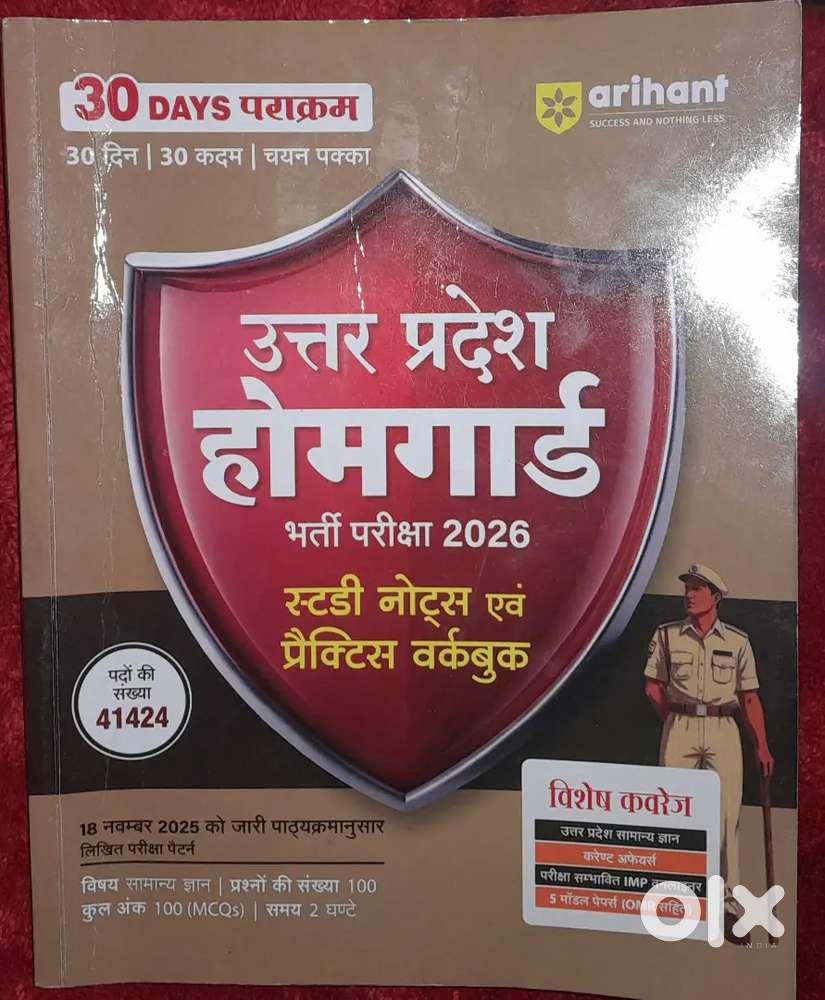 30 DAYS पराक्रम
30 दिन | 30 कदम | चयन पक्का
arihant
SUCCESS AND NOTHING LESS
उत्तर प्रदेश
होमगार्ड
भर्ती परीक्षा 2026
स्टडी नोट्स एवं
प्रैक्टिस वर्कबुक
पदों की
संख्या
41424
18 नवम्बर 2025 को जारी पाठ्यक्रमानुसार
लिखित परीक्षा पैटर्न
विषय सामान्य ज्ञान | प्रश्नों की संख्या 100
कुल अंक 100 (MCQs) | समय 2 घण्टे
विशेष कवरेज
उत्तर प्रदेश सामान्य ज्ञान
करेण्ट अफेयर्स
परीक्षा सम्भावित IMP वनलाइनर
5 मॉडल पेपर्स (OMR सहित)
olx
INDIA